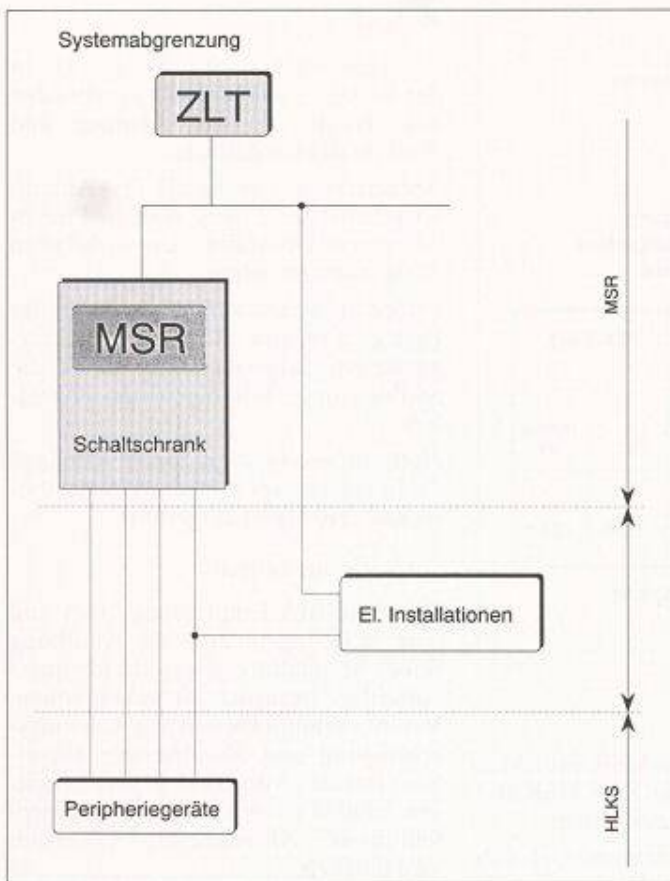 Systemabgrenzung
ZLT
MSR
MSR
Schaltschrank
El. Installationen
Peripheriegeräte
HLKS